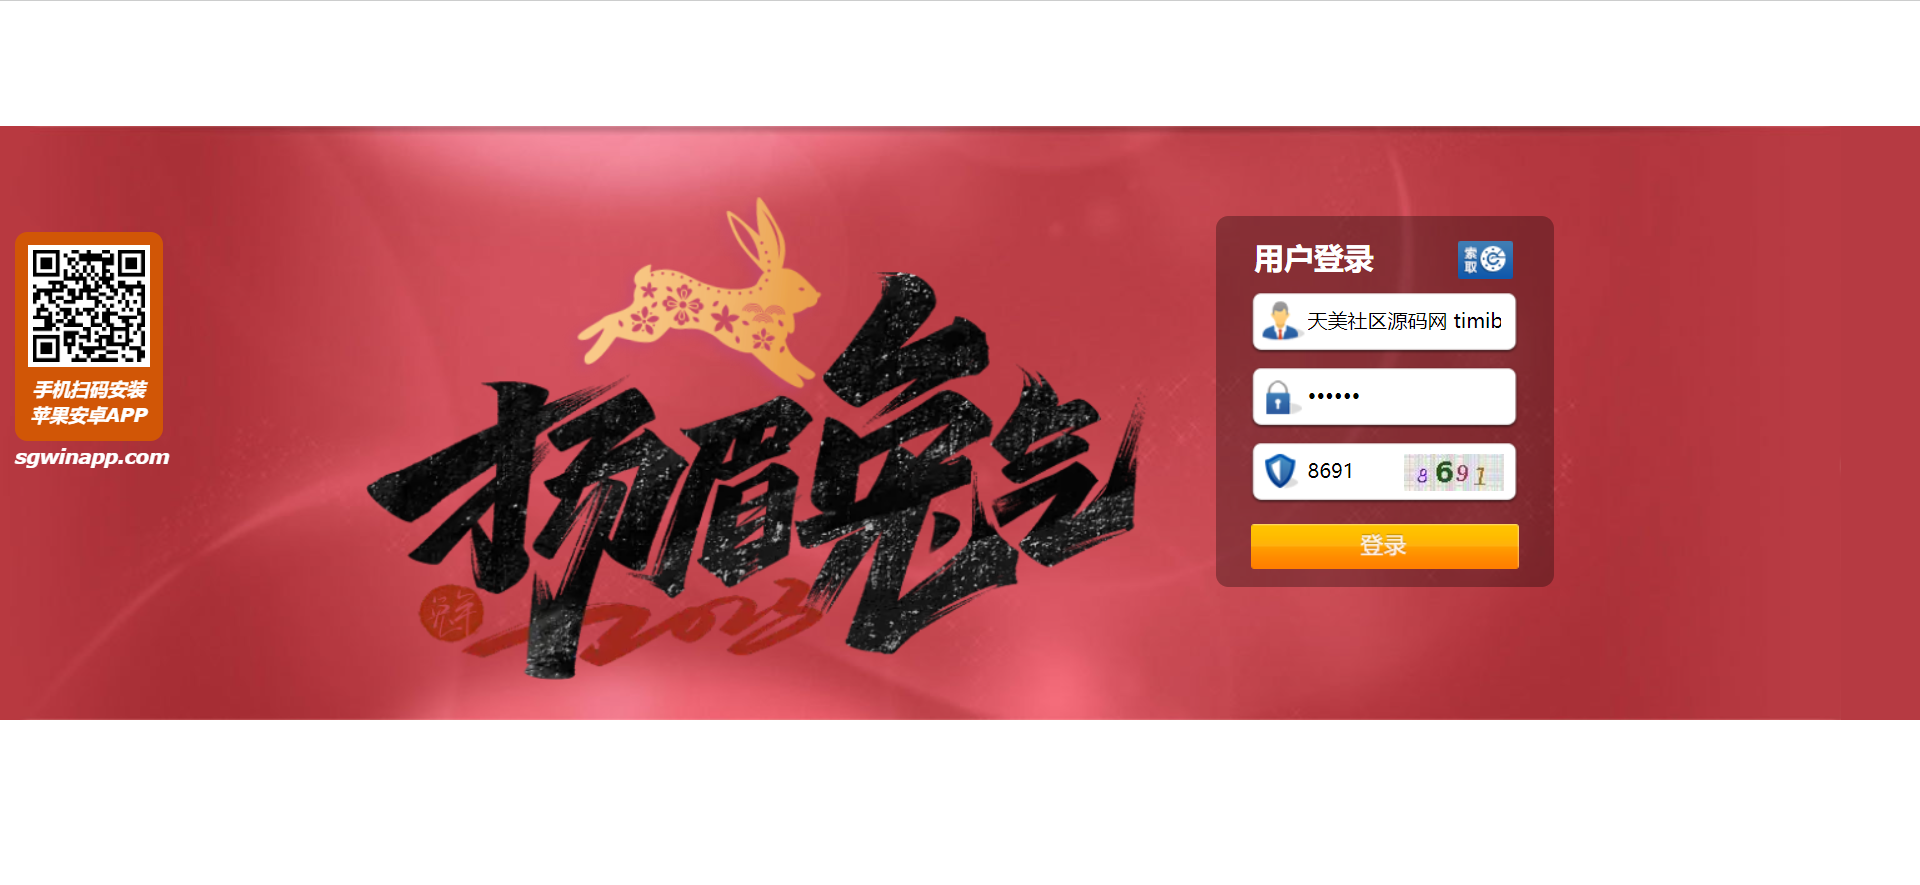 手机扫码安装
苹果安卓APP
sgwinapp.com
扬眉兔气
兔年
2023
用户登录
索取
天美社区源码网 timib
••••••
8691
8691
登录